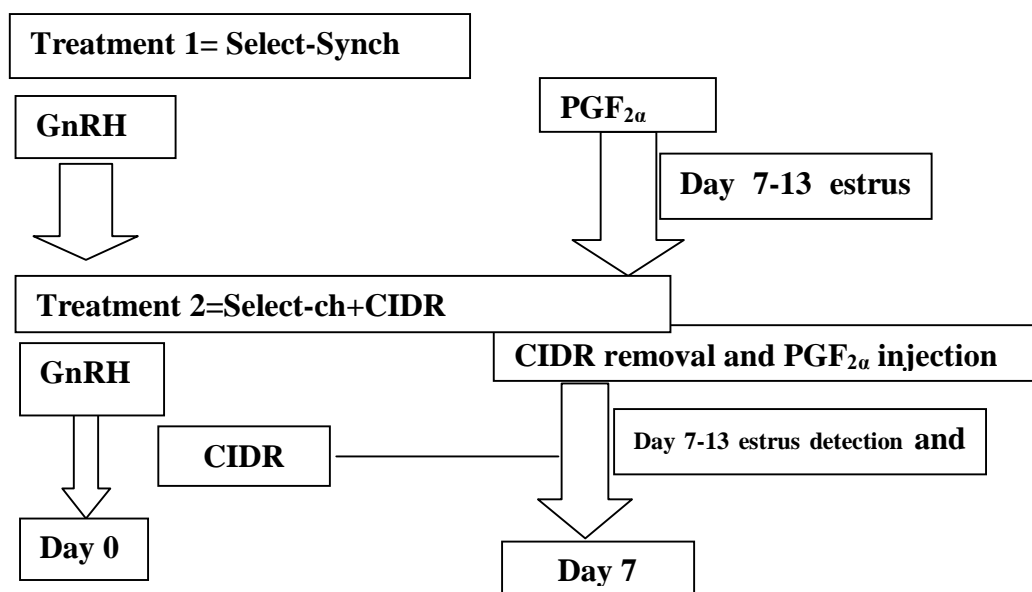 Treatment 1= Select-Synch
GnRH
PGF2α
Day 7-13 estrus
Treatment 2=Select-ch+CIDR
CIDR removal and PGF2α injection
GnRH
CIDR
Day 7-13 estrus detection and
Day 0
Day 7